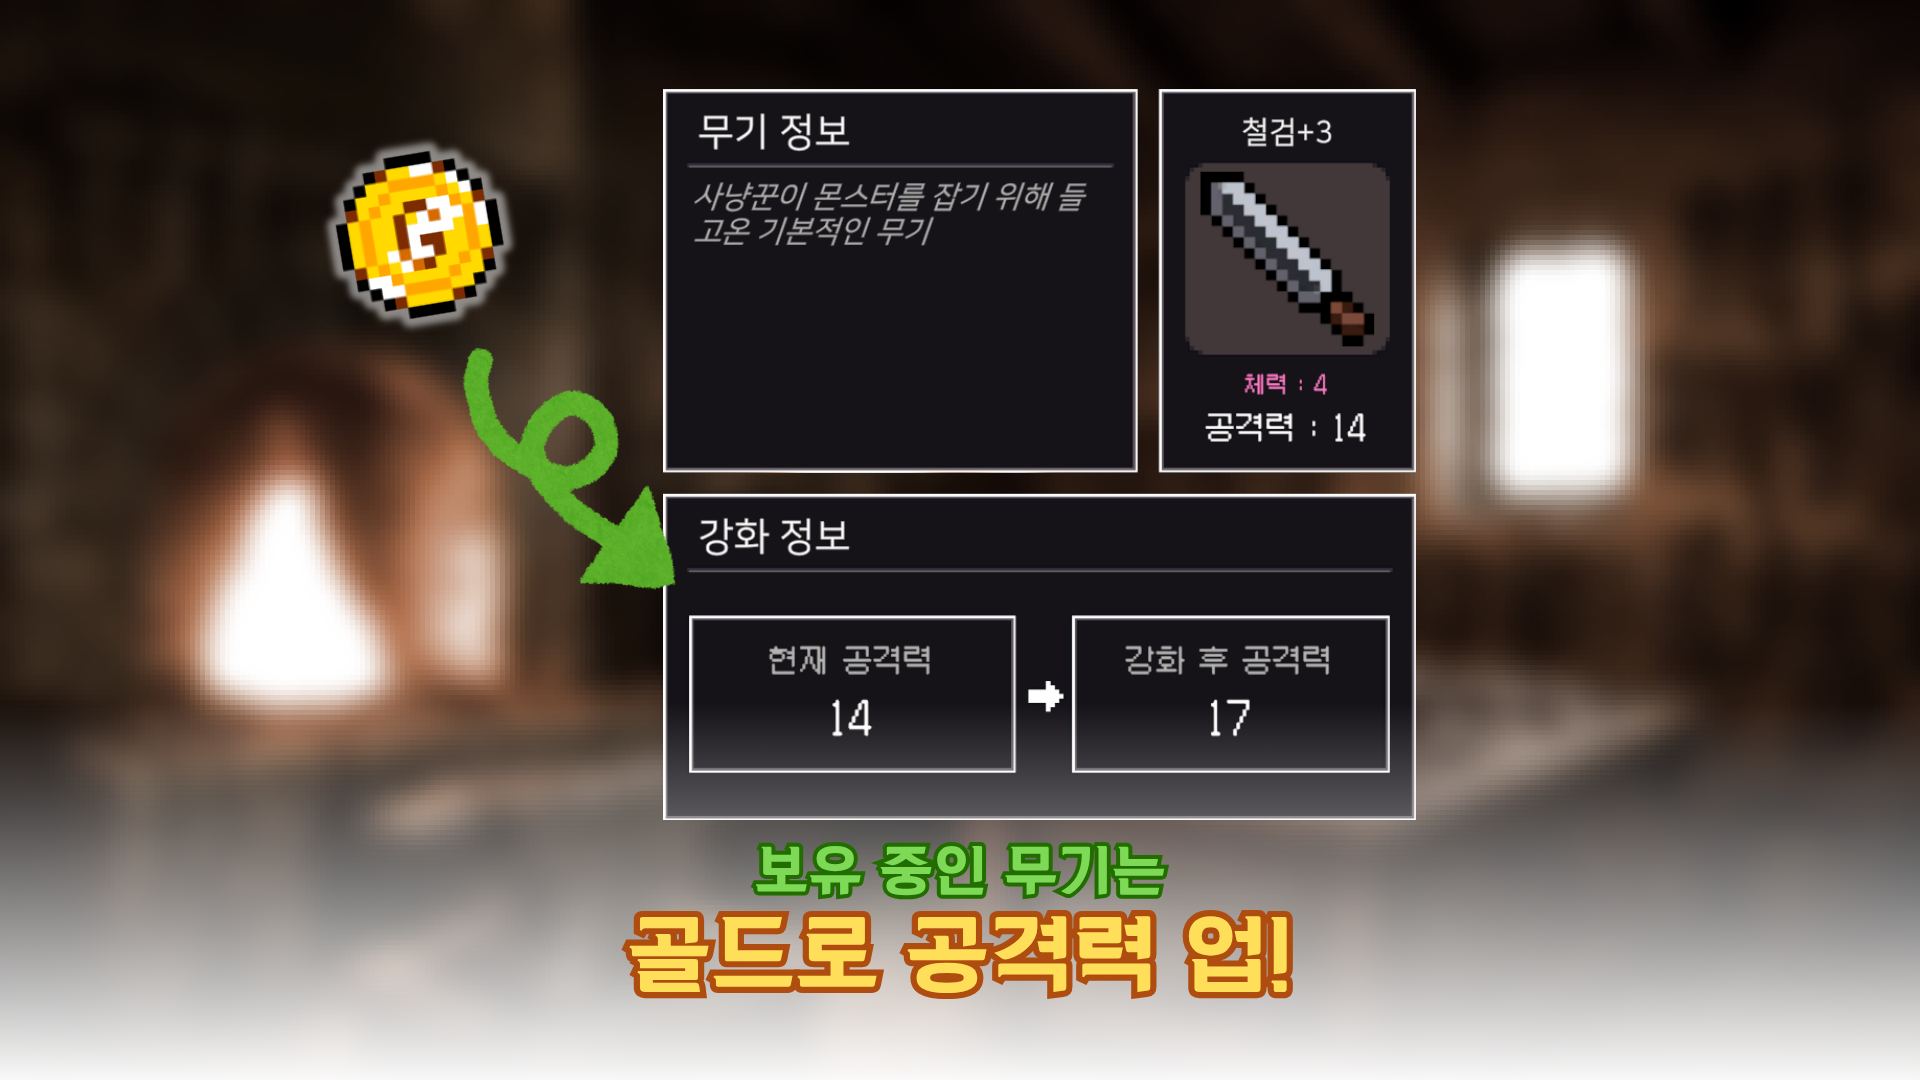 무기 정보
사냥꾼이 몬스터를 잡기 위해 들
고온 기본적인 무기
철검+3
체력 : 4
공격력 : 14
강화 정보
현재 공격력
14
강화 후 공격력
17
보유 중인 무기는
골드로 공격력 업!